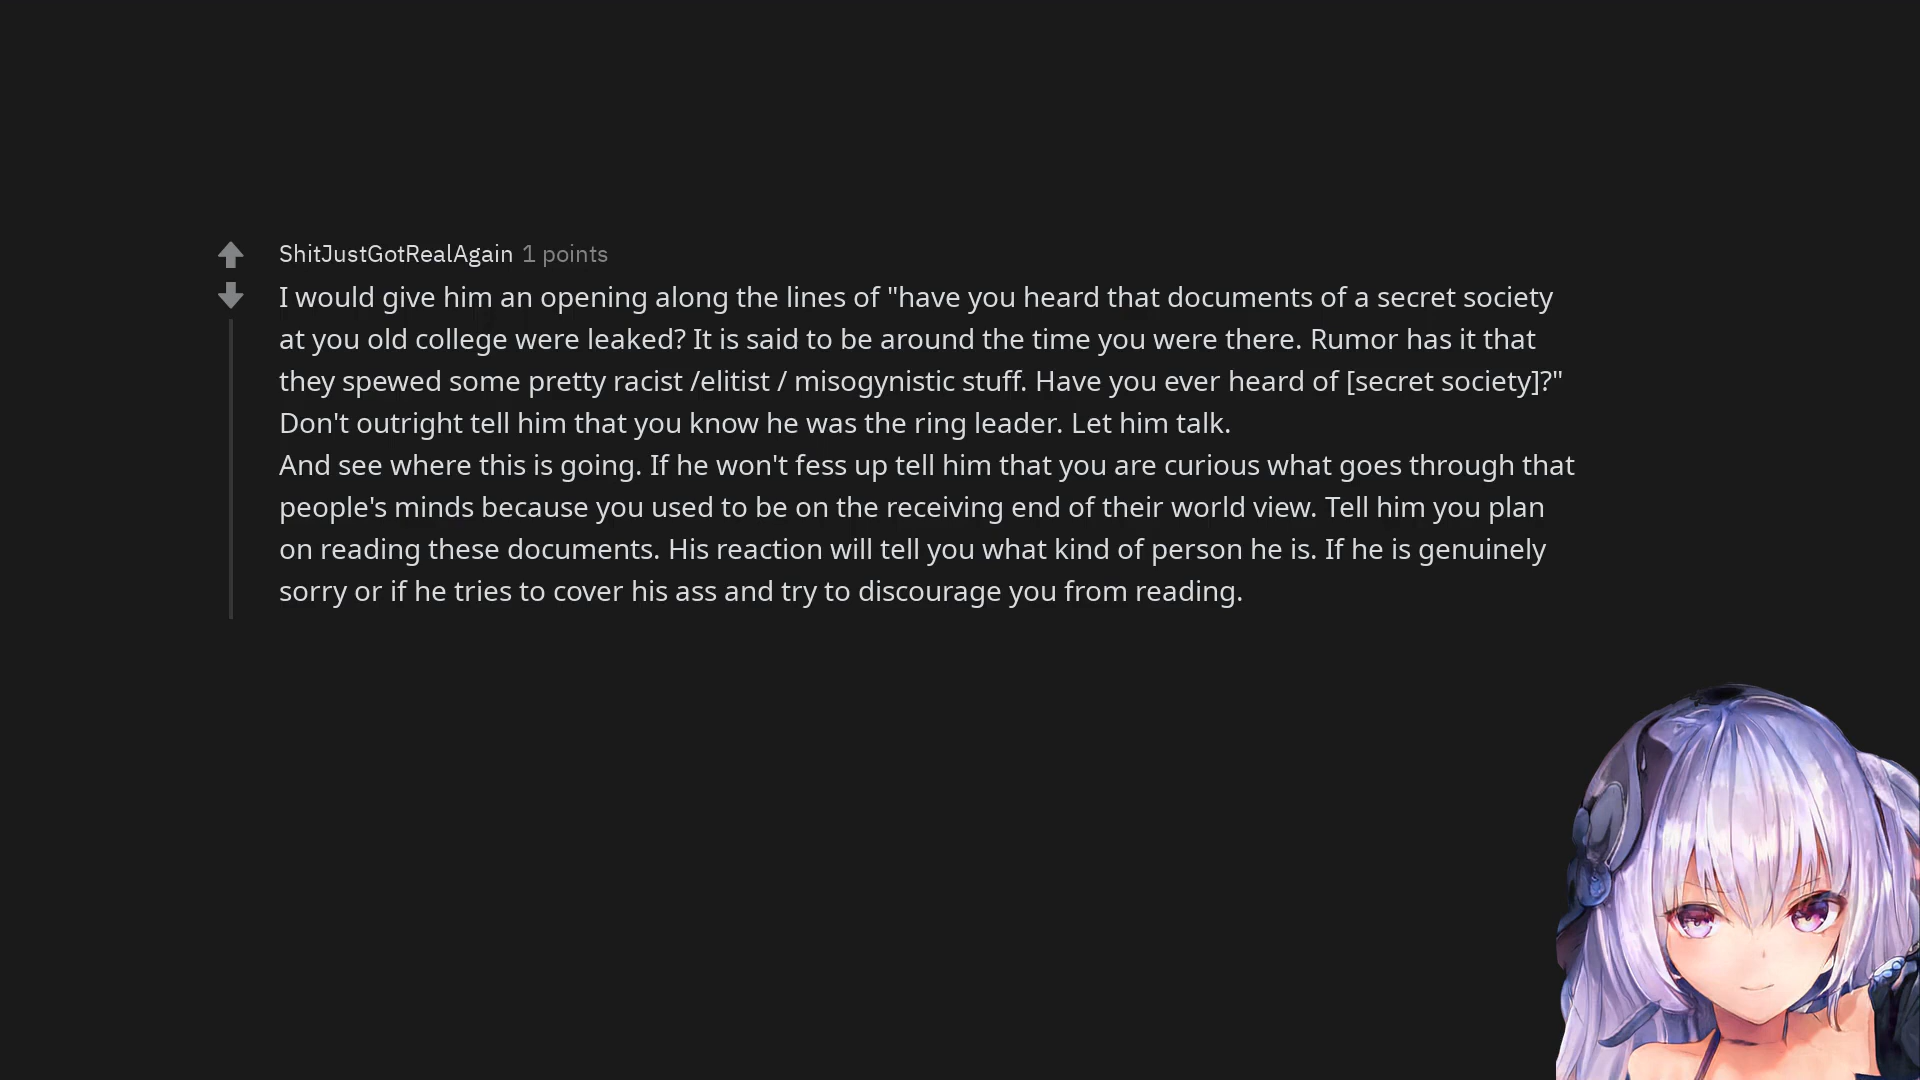 ShitJustGotRealAgain 1 points
I would give him an opening along the lines of "have you heard that documents of a secret society
at you old college were leaked? It is said to be around the time you were there. Rumor has it that
they spewed some pretty racist /elitist / misogynistic stuff. Have you ever heard of [secret society]?"
Don't outright tell him that you know he was the ring leader. Let him talk.
And see where this is going. If he won't fess up tell him that you are curious what goes through that
people's minds because you used to be on the receiving end of their world view. Tell him you plan
on reading these documents. His reaction will tell you what kind of person he is. If he is genuinely
sorry or if he tries to cover his ass and try to discourage you from reading.